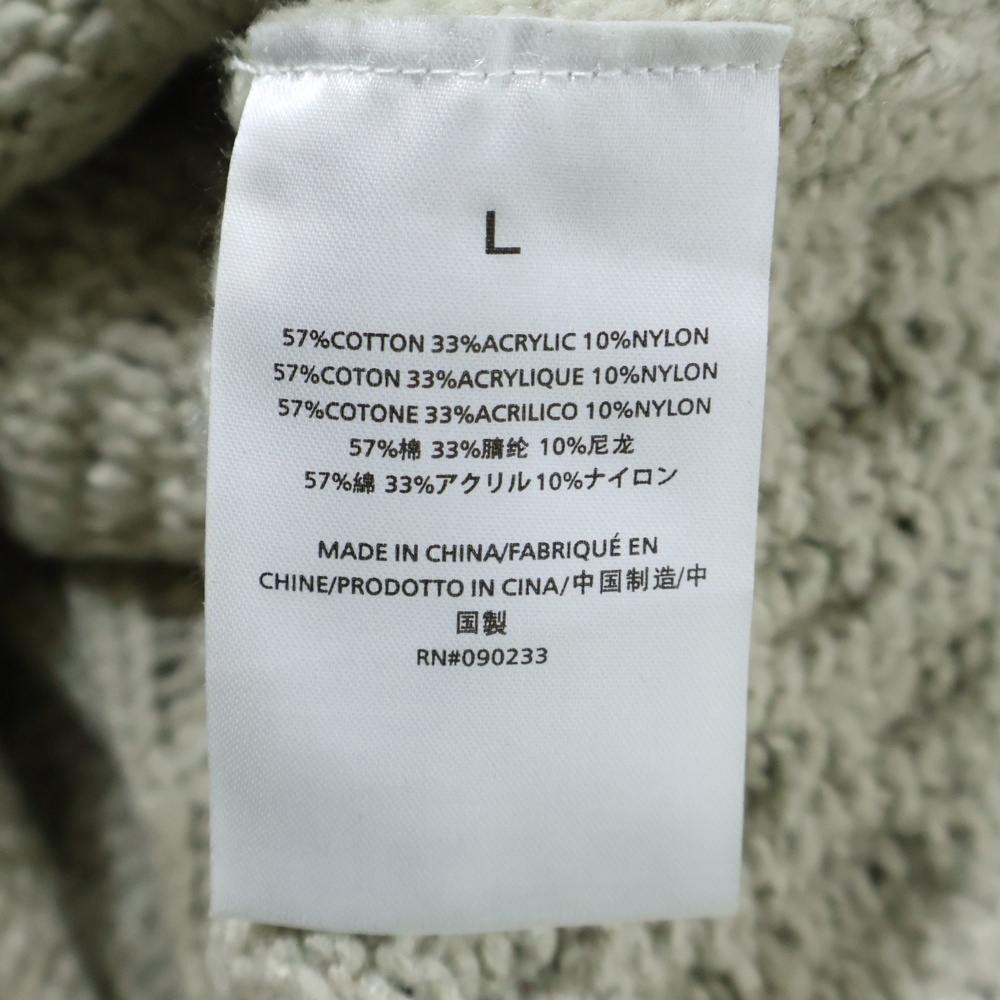 L
57%COTTON 33%ACRYLIC 10%NYLON
57%COTON 33%ACRYLIQUE 10%NYLON
57%COTONE 33%ACRILICO 10%NYLON
57%棉 33%腈纶 10%尼龙
57%綿 33%アクリル10%ナイロン
MADE IN CHINA/FABRIQUÉ EN
CHINE/PRODOTTO IN CINA/中国制造/中
国製
RN#090233